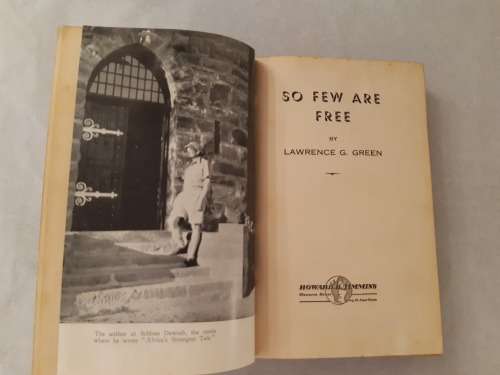 The author at Schloss Duwisib, the castle
where he wrote "Africa's Strangest Tale."
SO FEW ARE
FREE
BY
LAWRENCE G. GREEN
HOWARD B. TIMMINS